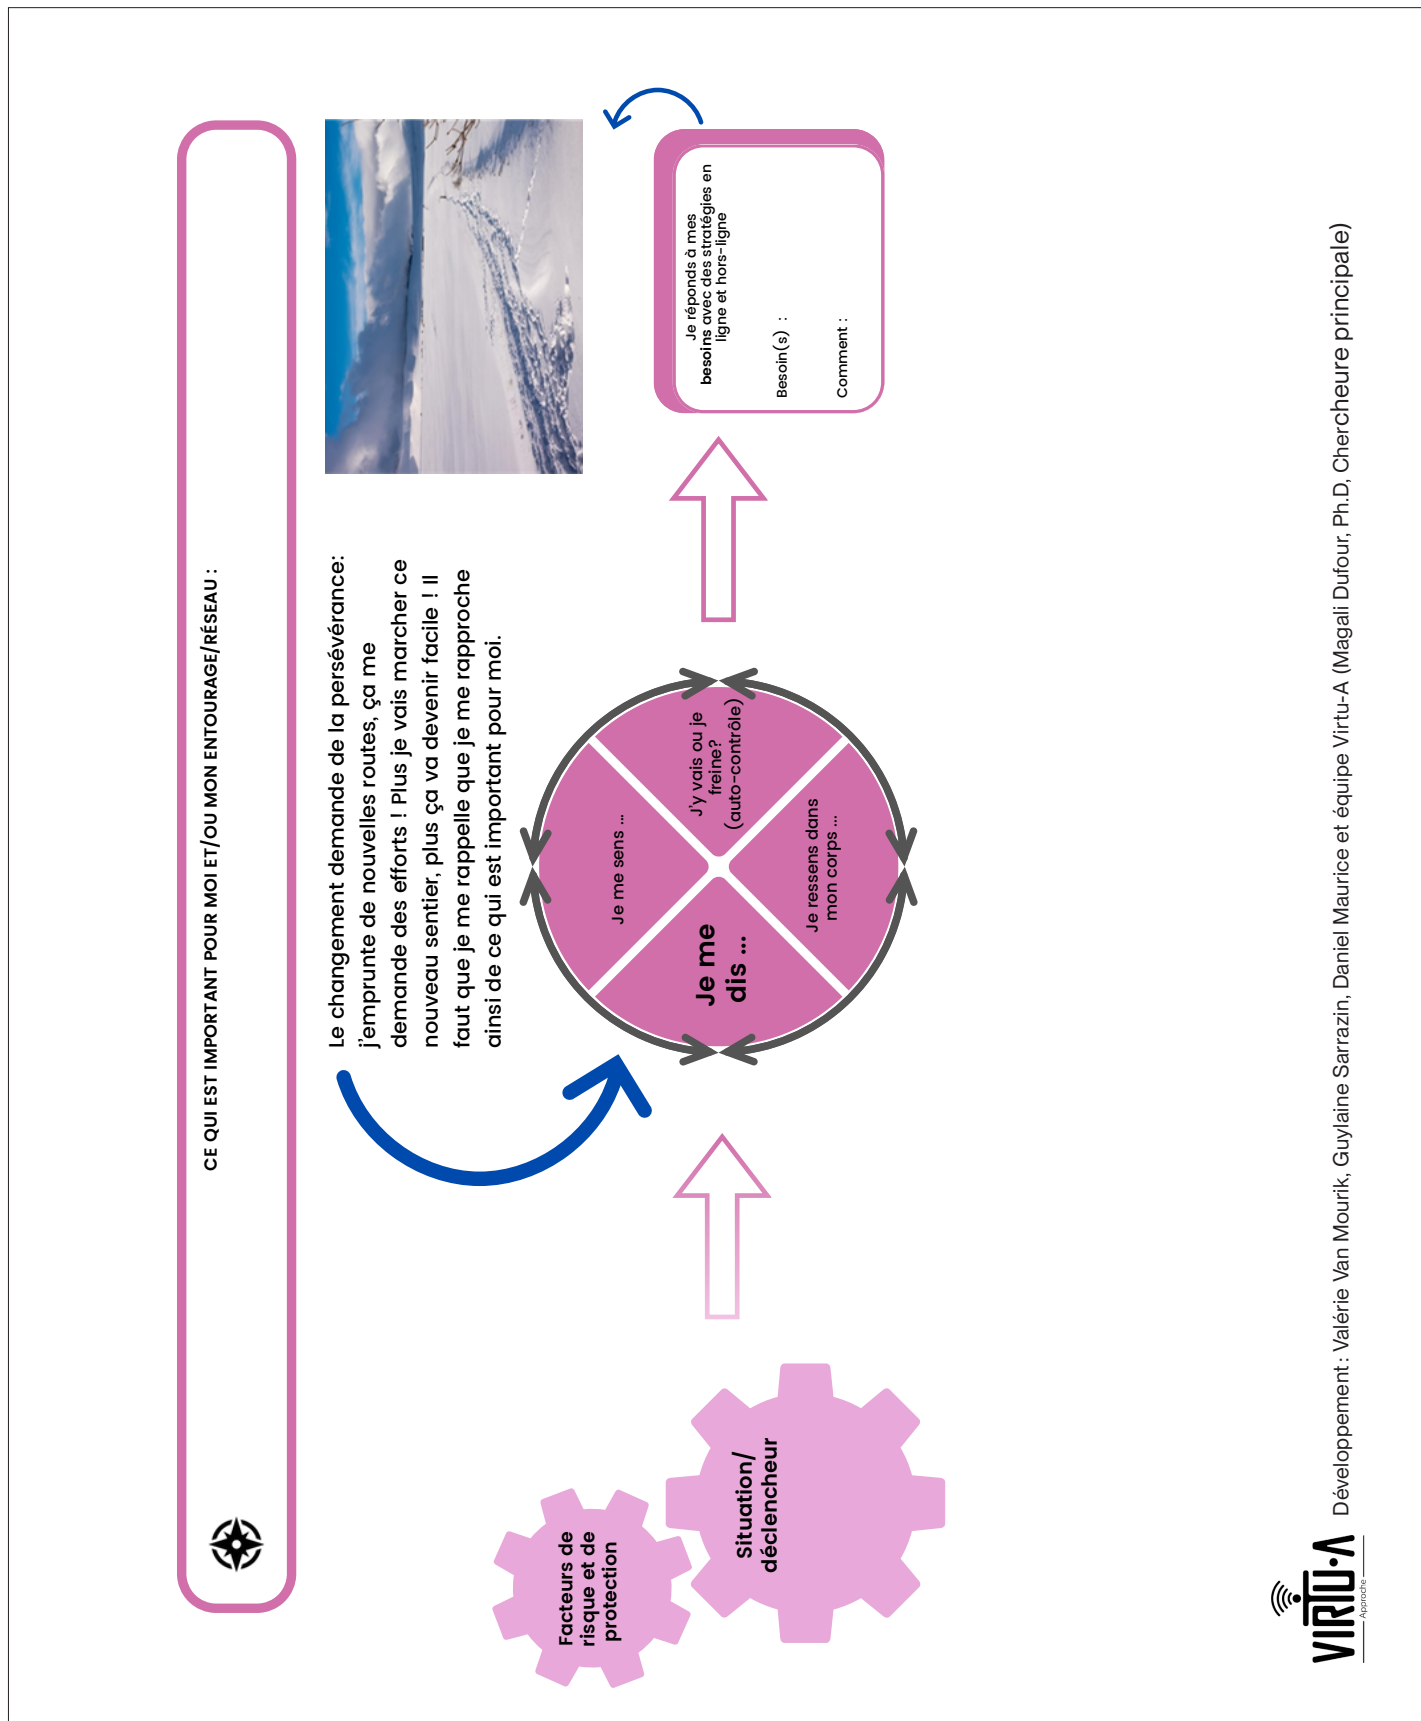 CE QUI EST IMPORTANT POUR MOI ET/OU MON ENTOURAGE/RÉSEAU :
Le changement demande de la persévérance:
j'emprunte de nouvelles routes, ça me
demande des efforts ! Plus je vais marcher ce
nouveau sentier, plus ça va devenir facile ! Il
faut que je me rappelle que je me rapproche
ainsi de ce qui est important pour moi.
Facteurs de
risque et de
protection
Situation/
déclencheur
Je me sens ...
Je me
dis ...
J'y vais ou je
freine?
(auto-contrôle)
Je ressens dans
mon corps ...
Je réponds à mes
besoins avec des stratégies en
ligne et hors-ligne
Besoin(s) :
Comment :
VIRTU•A
Approche
Développement : Valérie Van Mourik, Guylaine Sarrazin, Daniel Maurice et équipe Virtu-A (Magali Dufour, Ph.D, Chercheure principale)